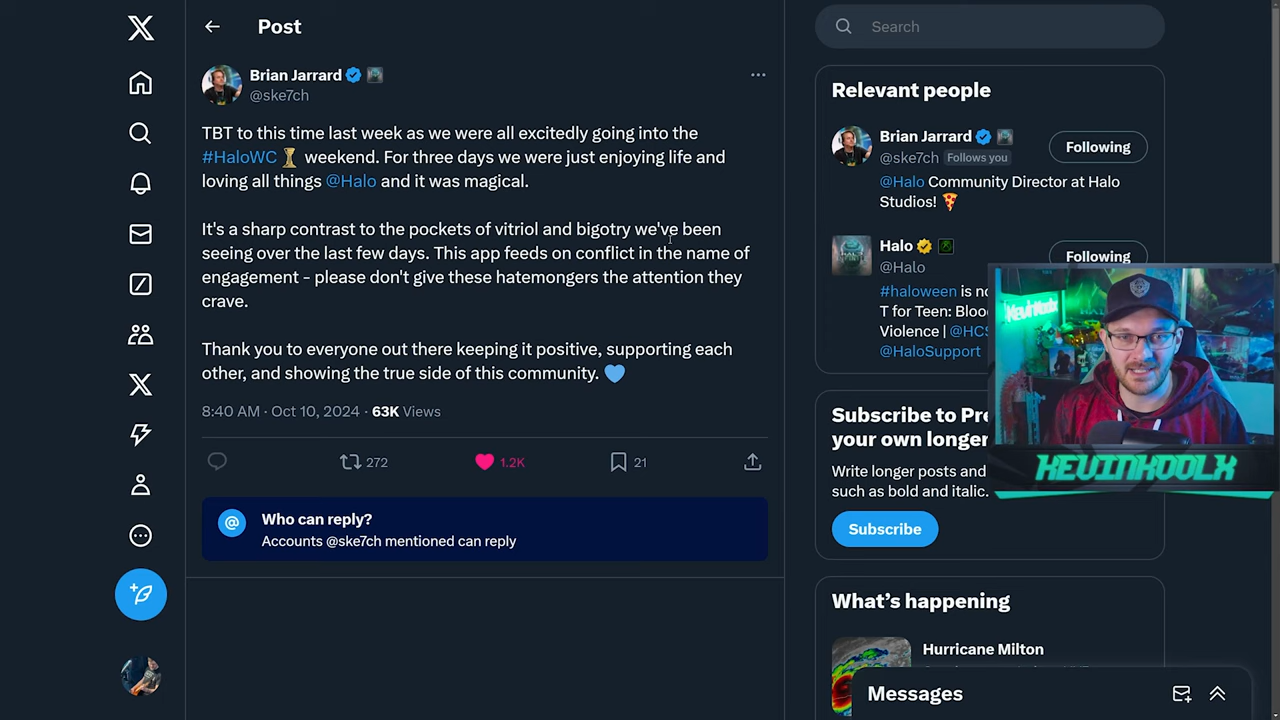 Post
Search
Brian Jarrard
@ske7ch
TBT to this time last week as we were all excitedly going into the
#HaloWC weekend. For three days we were just enjoying life and
loving all things @Halo and it was magical.
It's a sharp contrast to the pockets of vitriol and bigotry we've been
seeing over the last few days. This app feeds on conflict in the name of
engagement - please don't give these hatemongers the attention they
crave.
Thank you to everyone out there keeping it positive, supporting each
other, and showing the true side of this community.
8:40 AM · Oct 10, 2024 · 63K Views
272
1.2K
21
Who can reply?
Accounts @ske7ch mentioned can reply
Relevant people
Brian Jarrard
@ske7ch Follows you
Following
@Halo Community Director at Halo
Studios!
Halo
@Halo
Following
#haloween is no
T for Teen: Bloo
Violence | @HCS
@HaloSupport
KevinKoolx
KEVINKOOLX
Subscribe to Pre
your own longer
Write longer posts and
such as bold and italic.
Subscribe
What's happening
Hurricane Milton
Messages